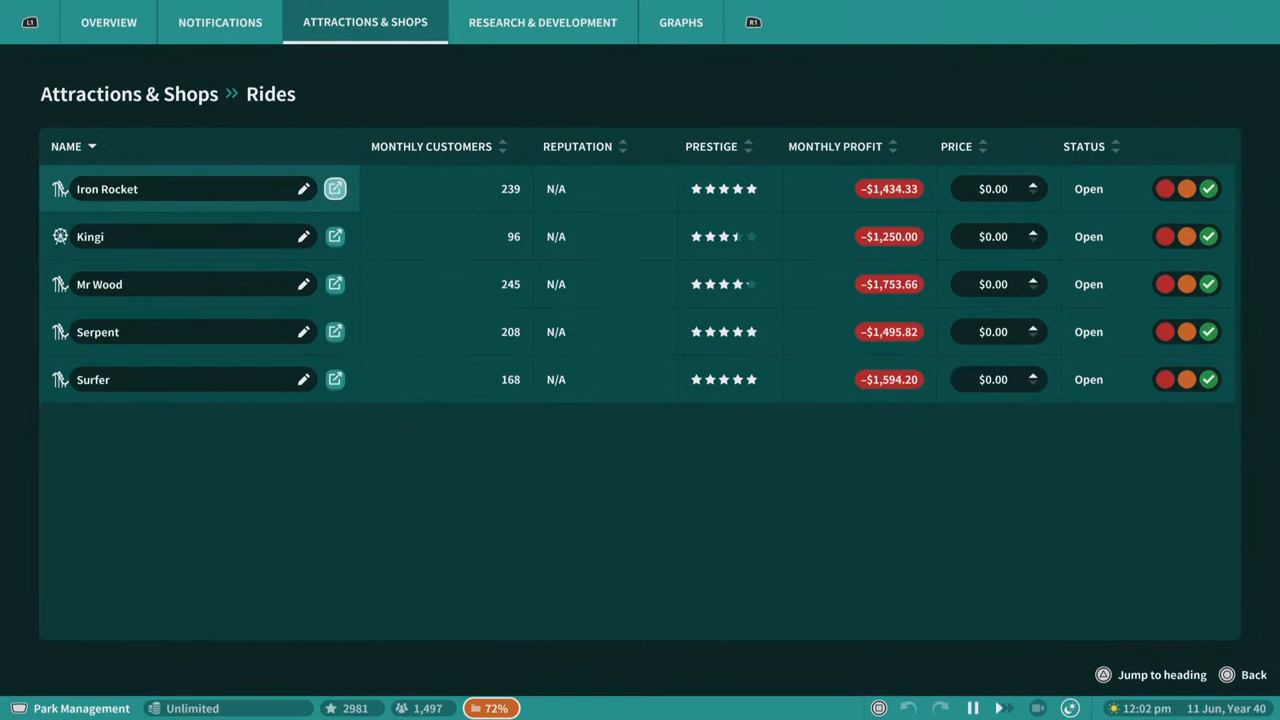 L1 OVERVIEW NOTIFICATIONS ATTRACTIONS & SHOPS RESEARCH & DEVELOPMENT GRAPHS R1
Attractions & Shops » Rides
NAME MONTHLY CUSTOMERS REPUTATION PRESTIGE MONTHLY PROFIT PRICE STATUS
Iron Rocket 239 N/A –$1,434.33 $0.00 Open
Kingi 96 N/A –$1,250.00 $0.00 Open
Mr Wood 245 N/A –$1,753.66 $0.00 Open
Serpent 208 N/A –$1,495.82 $0.00 Open
Surfer 168 N/A –$1,594.20 $0.00 Open
Jump to heading Back
Park Management Unlimited 2981 1,497 72% 12:02 pm 11 Jun, Year 40